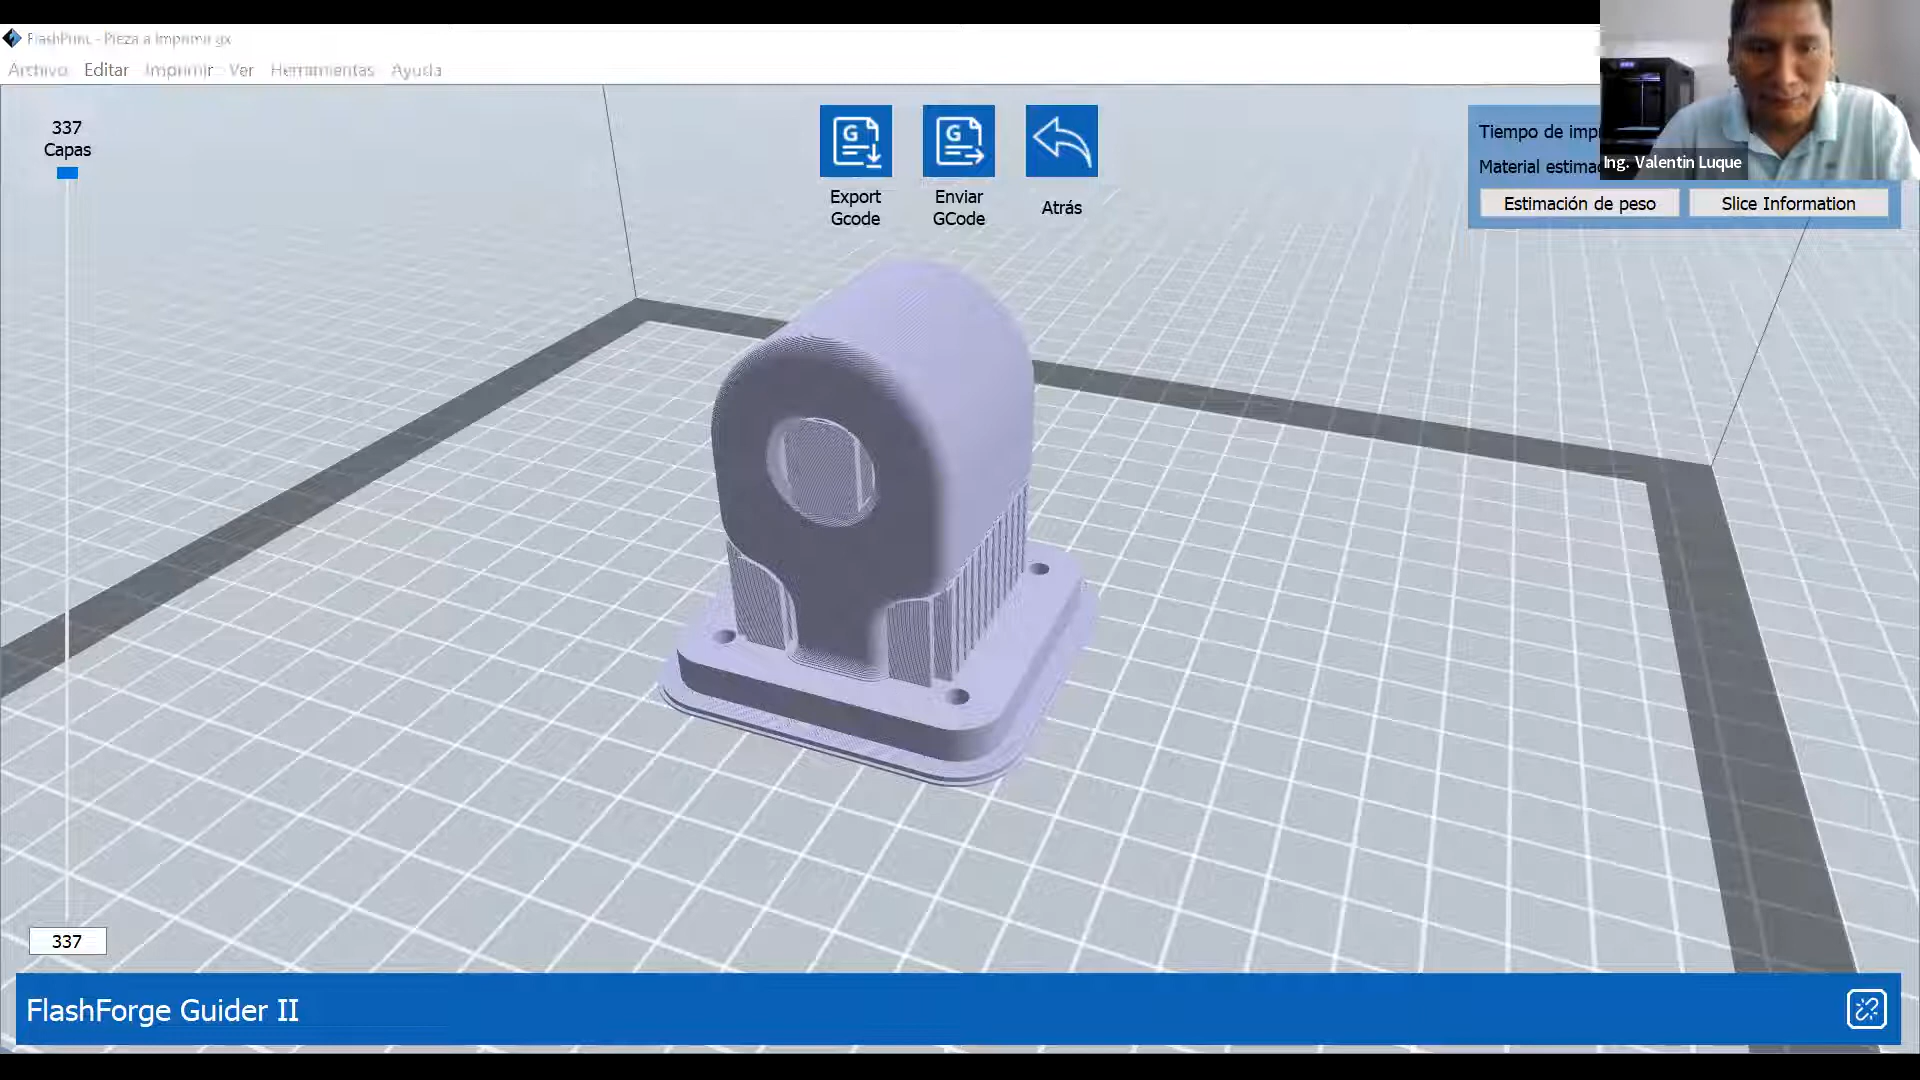 FlashPrint - Pieza a Imprimir.gx
Archivo Editar Imprimir Ver Herramientas Ayuda
337
Capas
Export
Gcode
Enviar
GCode
Atrás
Tiempo de imp
Material estima
Ing. Valentin Luque
Estimación de peso
Slice Information
337
FlashForge Guider II